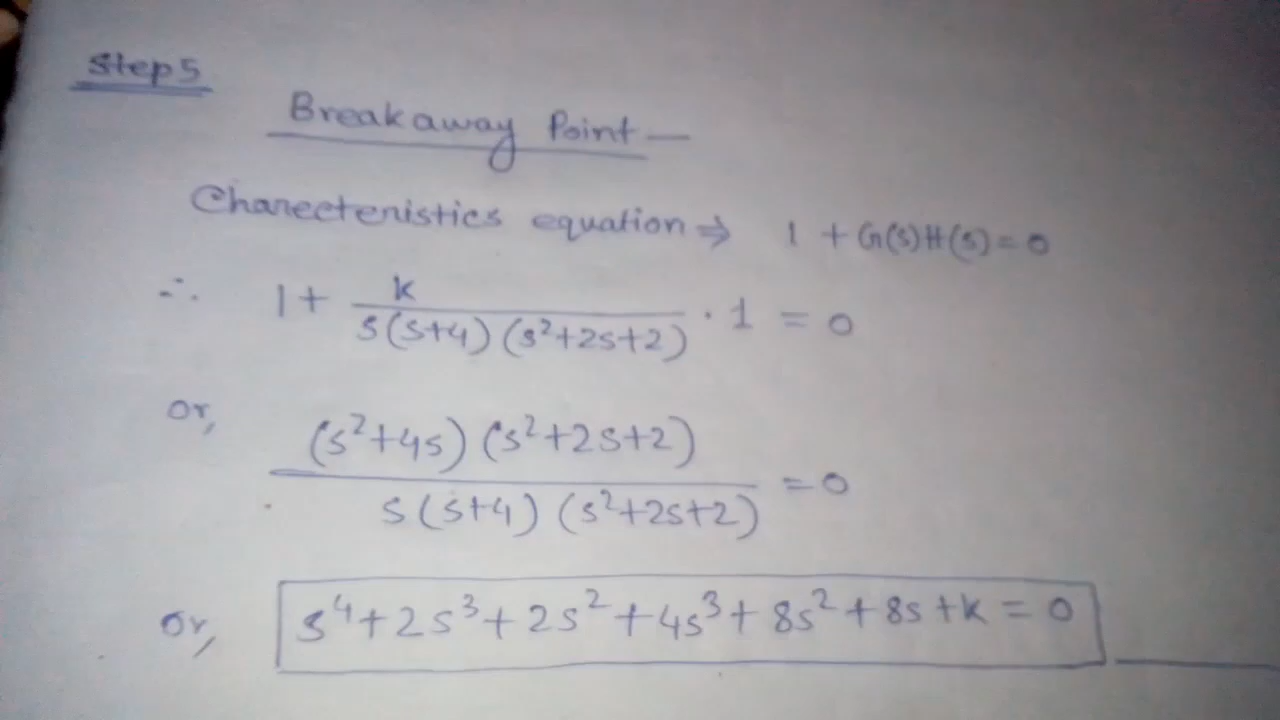 Step 5
Breakaway Point —
Charecteristics equation ⇒ 1 + G(s)H(s) = 0
∴ 1 + k / s(s+4)(s²+2s+2) · 1 = 0
or, (s²+4s)(s²+2s+2) / s(s+4)(s²+2s+2) = 0
or, s⁴+2s³+2s²+4s³+8s²+8s+k = 0